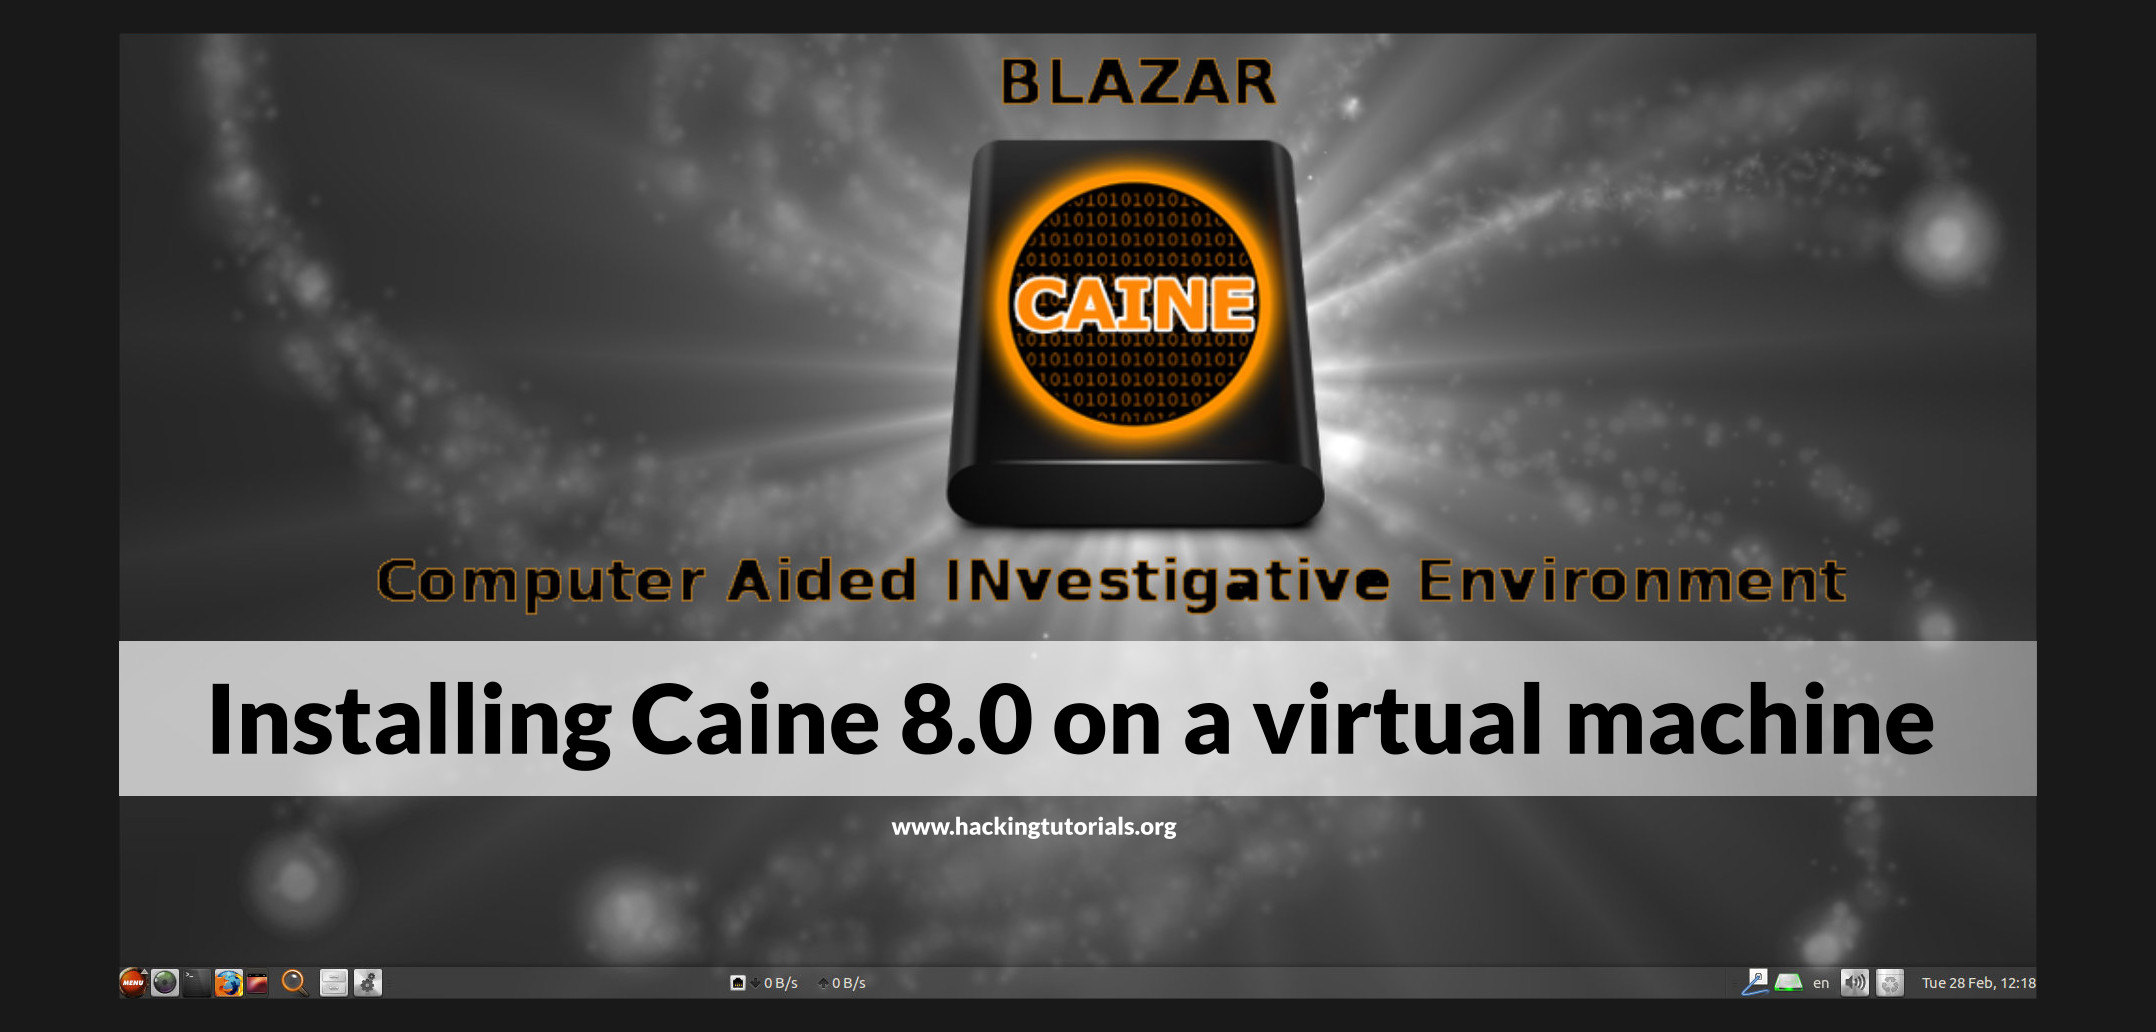 BLAZAR
CAINE
Computer Aided INvestigative Environment
Installing Caine 8.0 on a virtual machine
www.hackingtutorials.org
MENU 0 B/s 0 B/s en Tue 28 Feb, 12:18